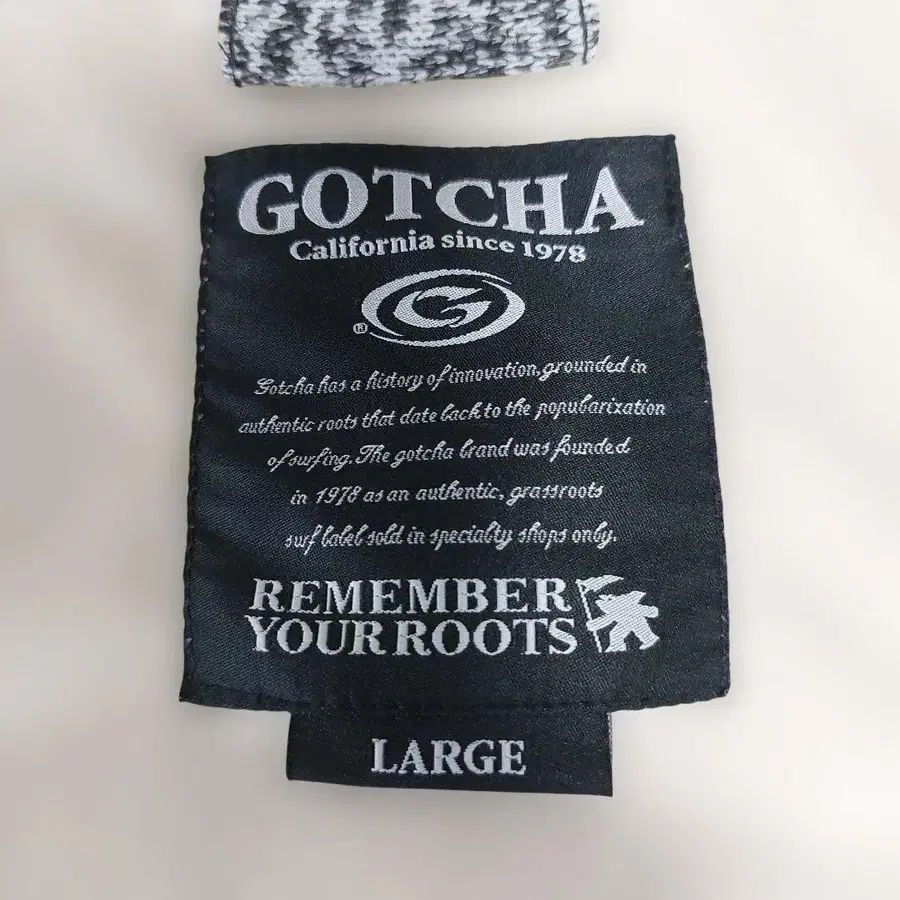 GOTCHA
California since 1978
G
®
Gotcha has a history of innovation, grounded in
authentic roots that date back to the popularization
of surfing. The gotcha brand was founded
in 1978 as an authentic, grassroots
surf label sold in specialty shops only.
REMEMBER
YOUR ROOTS
LARGE